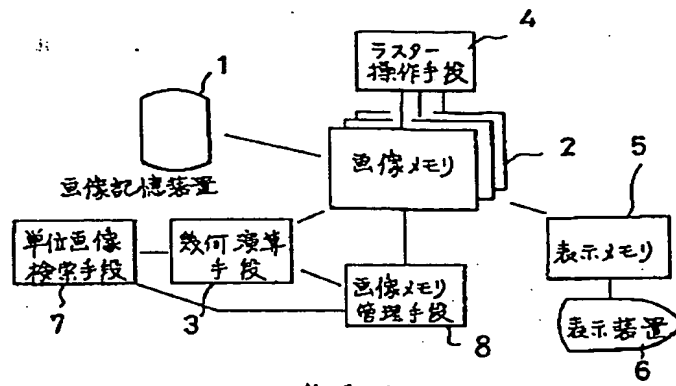 4
ラスター
操作手段
1
画像メモリ
2
画像記憶装置
5
単位画像
検索手段
幾何演算
手段
画像メモリ
管理手段
表示メモリ
7
3
8
表示装置
6